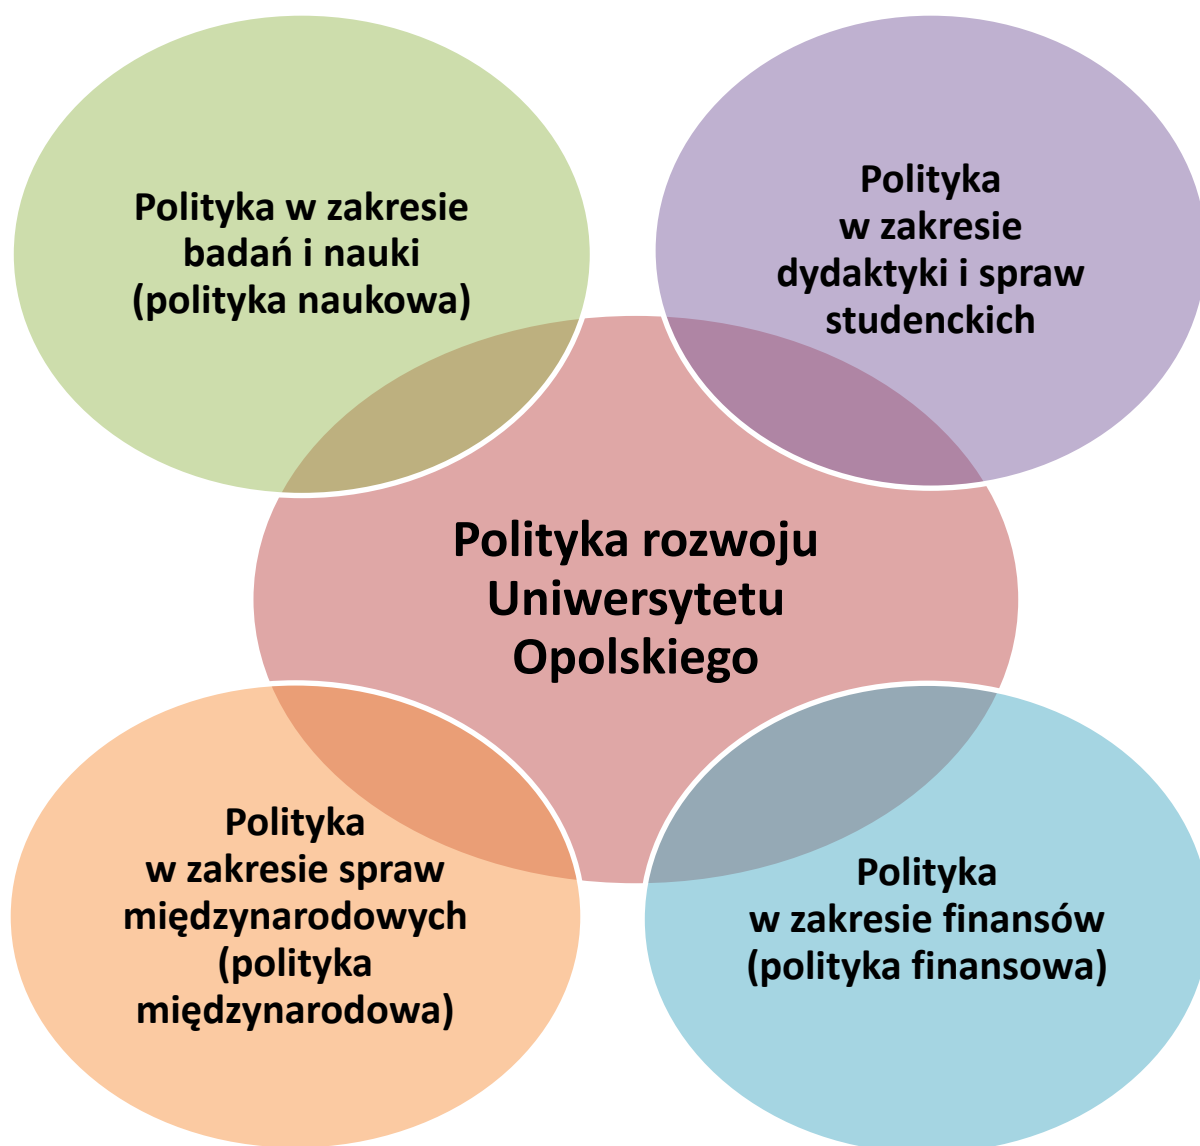 Polityka w zakresie
badań i nauki
(polityka naukowa)
Polityka
w zakresie
dydaktyki i spraw
studenckich
Polityka rozwoju
Uniwersytetu
Opolskiego
Polityka
w zakresie spraw
międzynarodowych
(polityka
międzynarodowa)
Polityka
w zakresie finansów
(polityka finansowa)